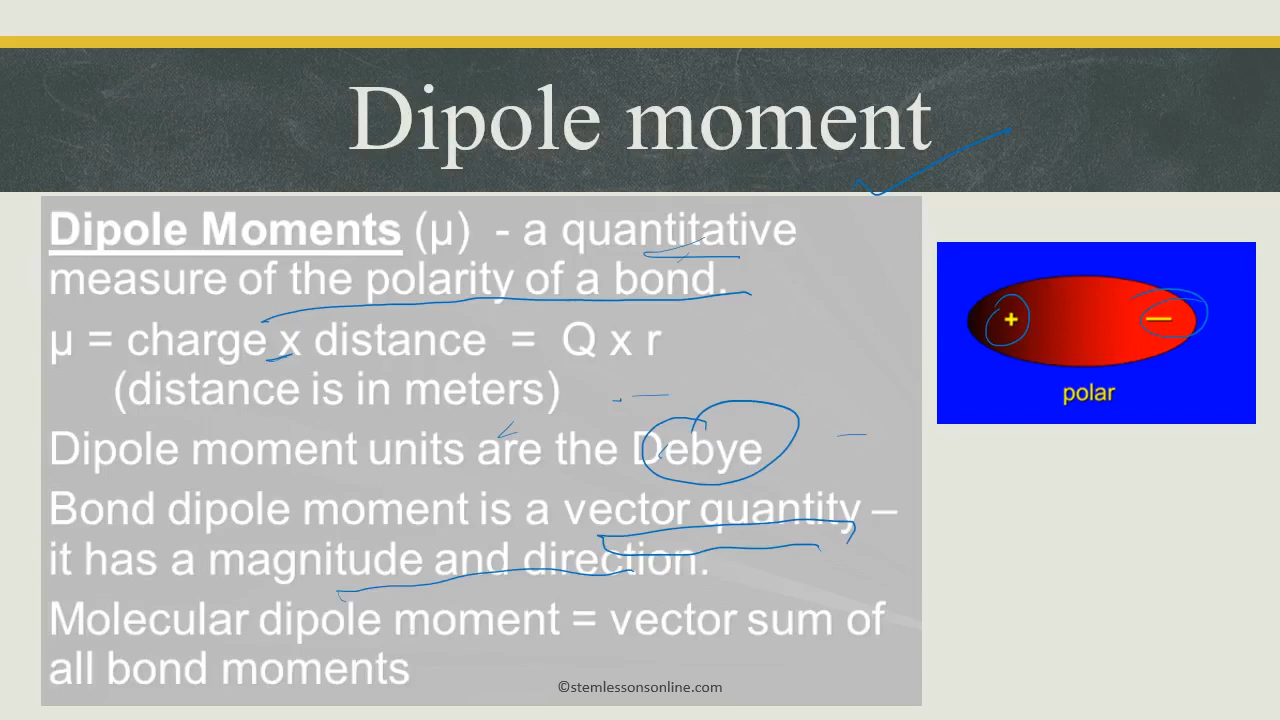 Dipole moment
Dipole Moments (μ) - a quantitative
measure of the polarity of a bond.
μ = charge x distance = Q x r
(distance is in meters)
Dipole moment units are the Debye
Bond dipole moment is a vector quantity –
it has a magnitude and direction.
Molecular dipole moment = vector sum of
all bond moments
+ —
polar
©stemlessonsonline.com